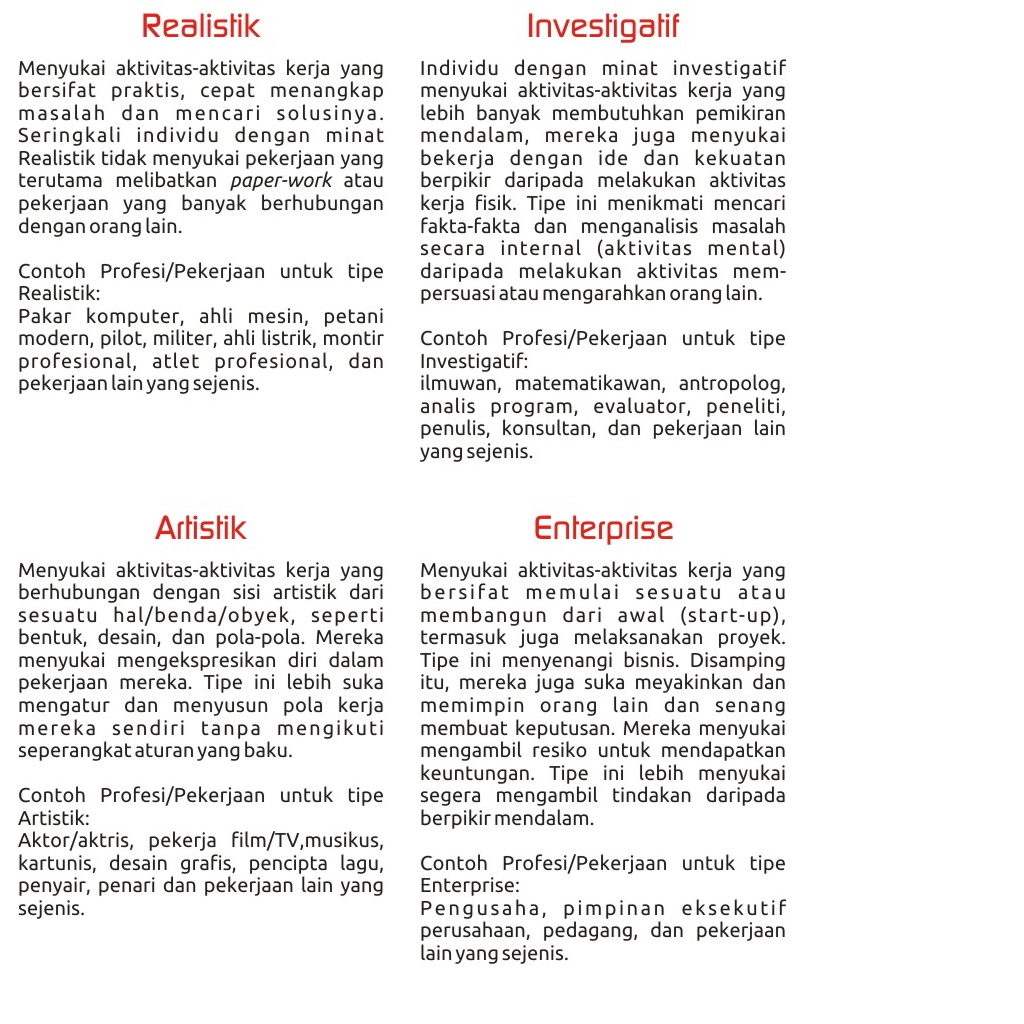 Realistik
Menyukai aktivitas-aktivitas kerja yang
bersifat praktis, cepat menangkap
masalah dan mencari solusinya.
Seringkali individu dengan minat
Realistik tidak menyukai pekerjaan yang
terutama melibatkan paper-work atau
pekerjaan yang banyak berhubungan
dengan orang lain.
Contoh Profesi/Pekerjaan untuk tipe
Realistik:
Pakar komputer, ahli mesin, petani
modern, pilot, militer, ahli listrik, montir
profesional, atlet profesional, dan
pekerjaan lain yang sejenis.
Investigatif
Individu dengan minat investigatif
menyukai aktivitas-aktivitas kerja yang
lebih banyak membutuhkan pemikiran
mendalam, mereka juga menyukai
bekerja dengan ide dan kekuatan
berpikir daripada melakukan aktivitas
kerja fisik. Tipe ini menikmati mencari
fakta-fakta dan menganalisis masalah
secara internal (aktivitas mental)
daripada melakukan aktivitas mem-
persuasi atau mengarahkan orang lain.
Contoh Profesi/Pekerjaan untuk tipe
Investigatif:
ilmuwan, matematikawan, antropolog,
analis program, evaluator, peneliti,
penulis, konsultan, dan pekerjaan lain
yang sejenis.
Artistik
Menyukai aktivitas-aktivitas kerja yang
berhubungan dengan sisi artistik dari
sesuatu hal/benda/obyek, seperti
bentuk, desain, dan pola-pola. Mereka
menyukai mengekspresikan diri dalam
pekerjaan mereka. Tipe ini lebih suka
mengatur dan menyusun pola kerja
mereka sendiri tanpa mengikuti
seperangkat aturan yang baku.
Contoh Profesi/Pekerjaan untuk tipe
Artistik:
Aktor/aktris, pekerja film/TV,musikus,
kartunis, desain grafis, pencipta lagu,
penyair, penari dan pekerjaan lain yang
sejenis.
Enterprise
Menyukai aktivitas-aktivitas kerja yang
bersifat memulai sesuatu atau
membangun dari awal (start-up),
termasuk juga melaksanakan proyek.
Tipe ini menyenangi bisnis. Disamping
itu, mereka juga suka meyakinkan dan
memimpin orang lain dan senang
membuat keputusan. Mereka menyukai
mengambil resiko untuk mendapatkan
keuntungan. Tipe ini lebih menyukai
segera mengambil tindakan daripada
berpikir mendalam.
Contoh Profesi/Pekerjaan untuk tipe
Enterprise:
Pengusaha, pimpinan eksekutif
perusahaan, pedagang, dan pekerjaan
lain yang sejenis.